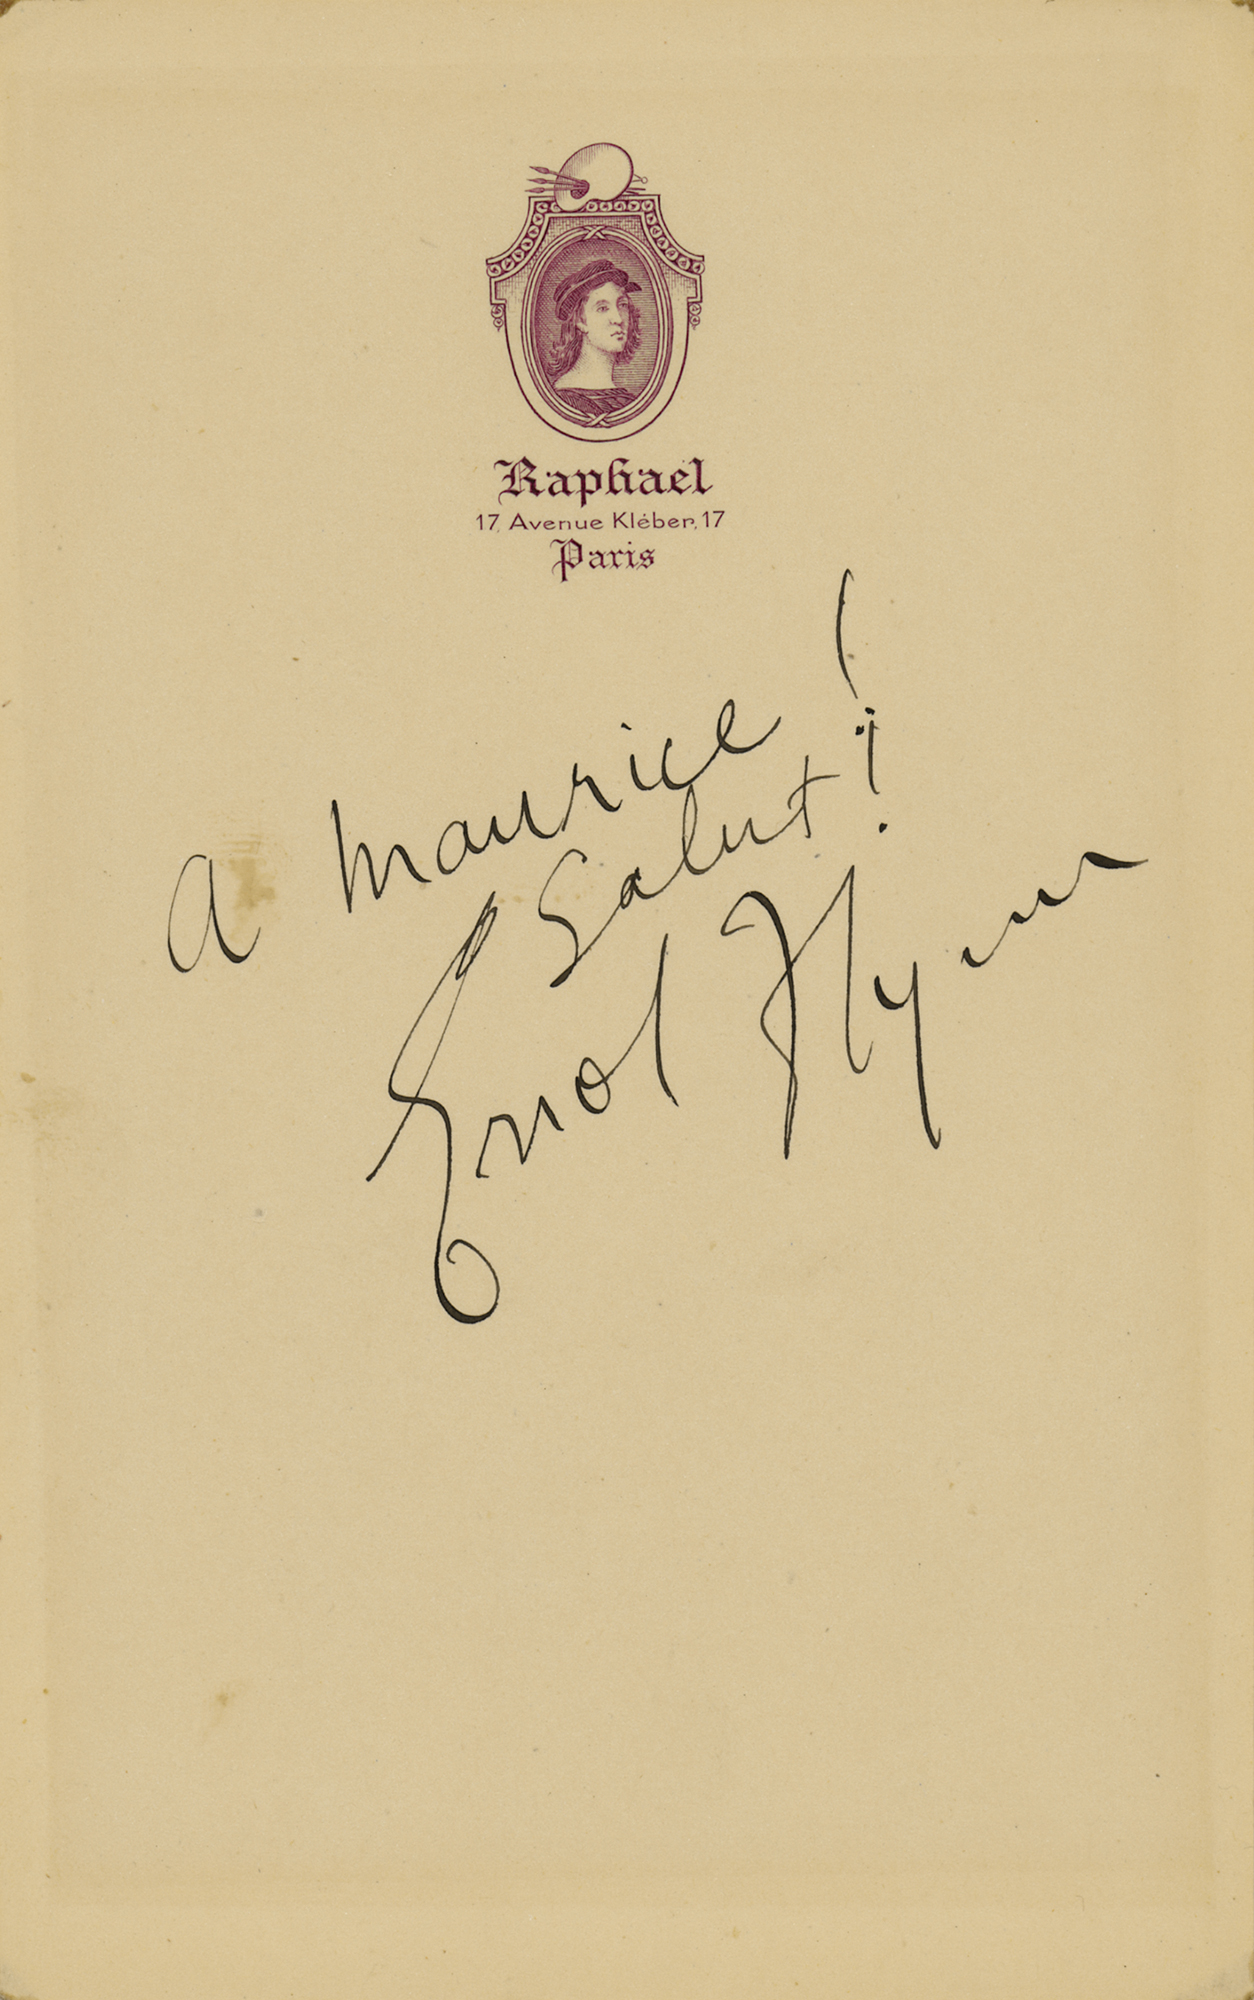 Raphael
17, Avenue Kléber, 17
Paris
A Maurice !
Salut !
Errol Flynn